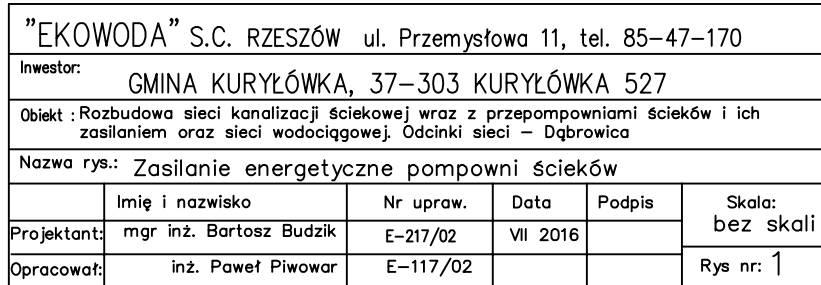 "EKOWODA" S.C. RZESZÓW ul. Przemysłowa 11, tel. 85-47-170
Inwestor:
GMINA KURYŁÓWKA, 37-303 KURYŁÓWKA 527
Obiekt : Rozbudowa sieci kanalizacji ściekowej wraz z przepompowniami ścieków i ich
zasilaniem oraz sieci wodociągowej. Odcinki sieci - Dąbrowica
Nazwa rys.: Zasilanie energetyczne pompowni ścieków
Imię i nazwisko Nr upraw. Data Podpis Skala:
bez skali
Projektant: mgr inż. Bartosz Budzik E-217/02 VII 2016
Opracował: inż. Paweł Piwowar E-117/02 Rys nr: 1